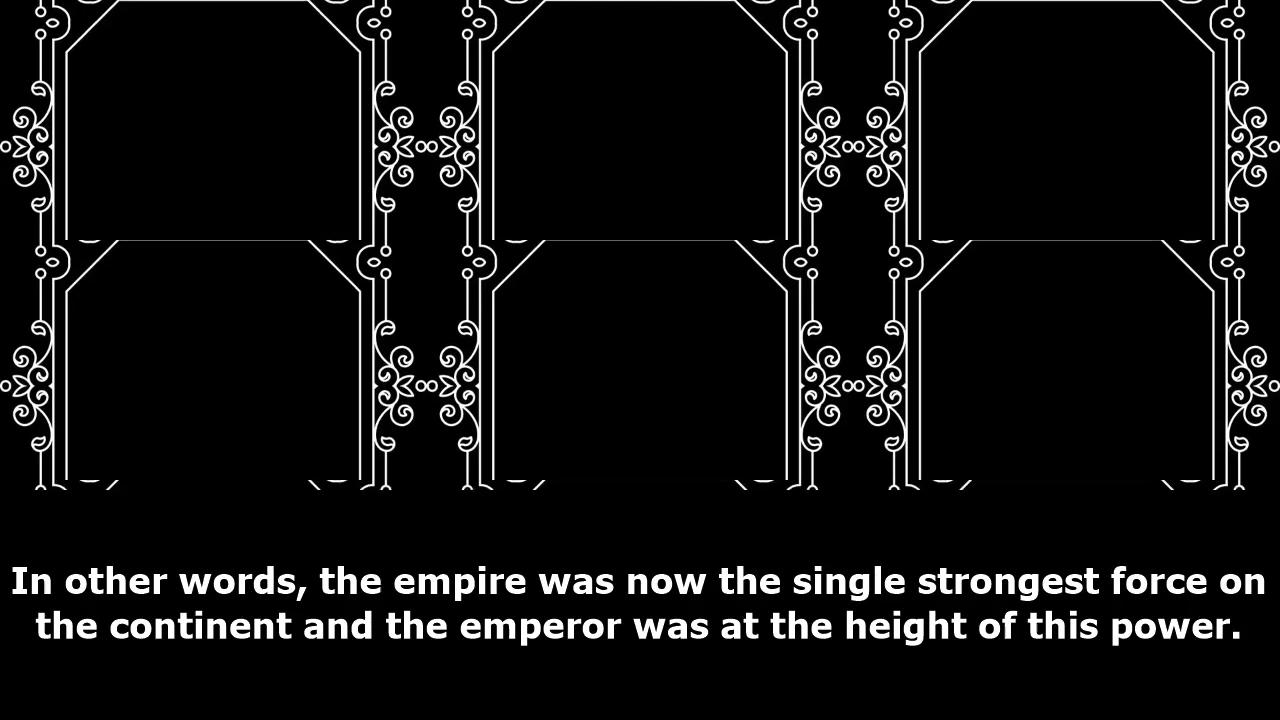 In other words, the empire was now the single strongest force on
the continent and the emperor was at the height of this power.